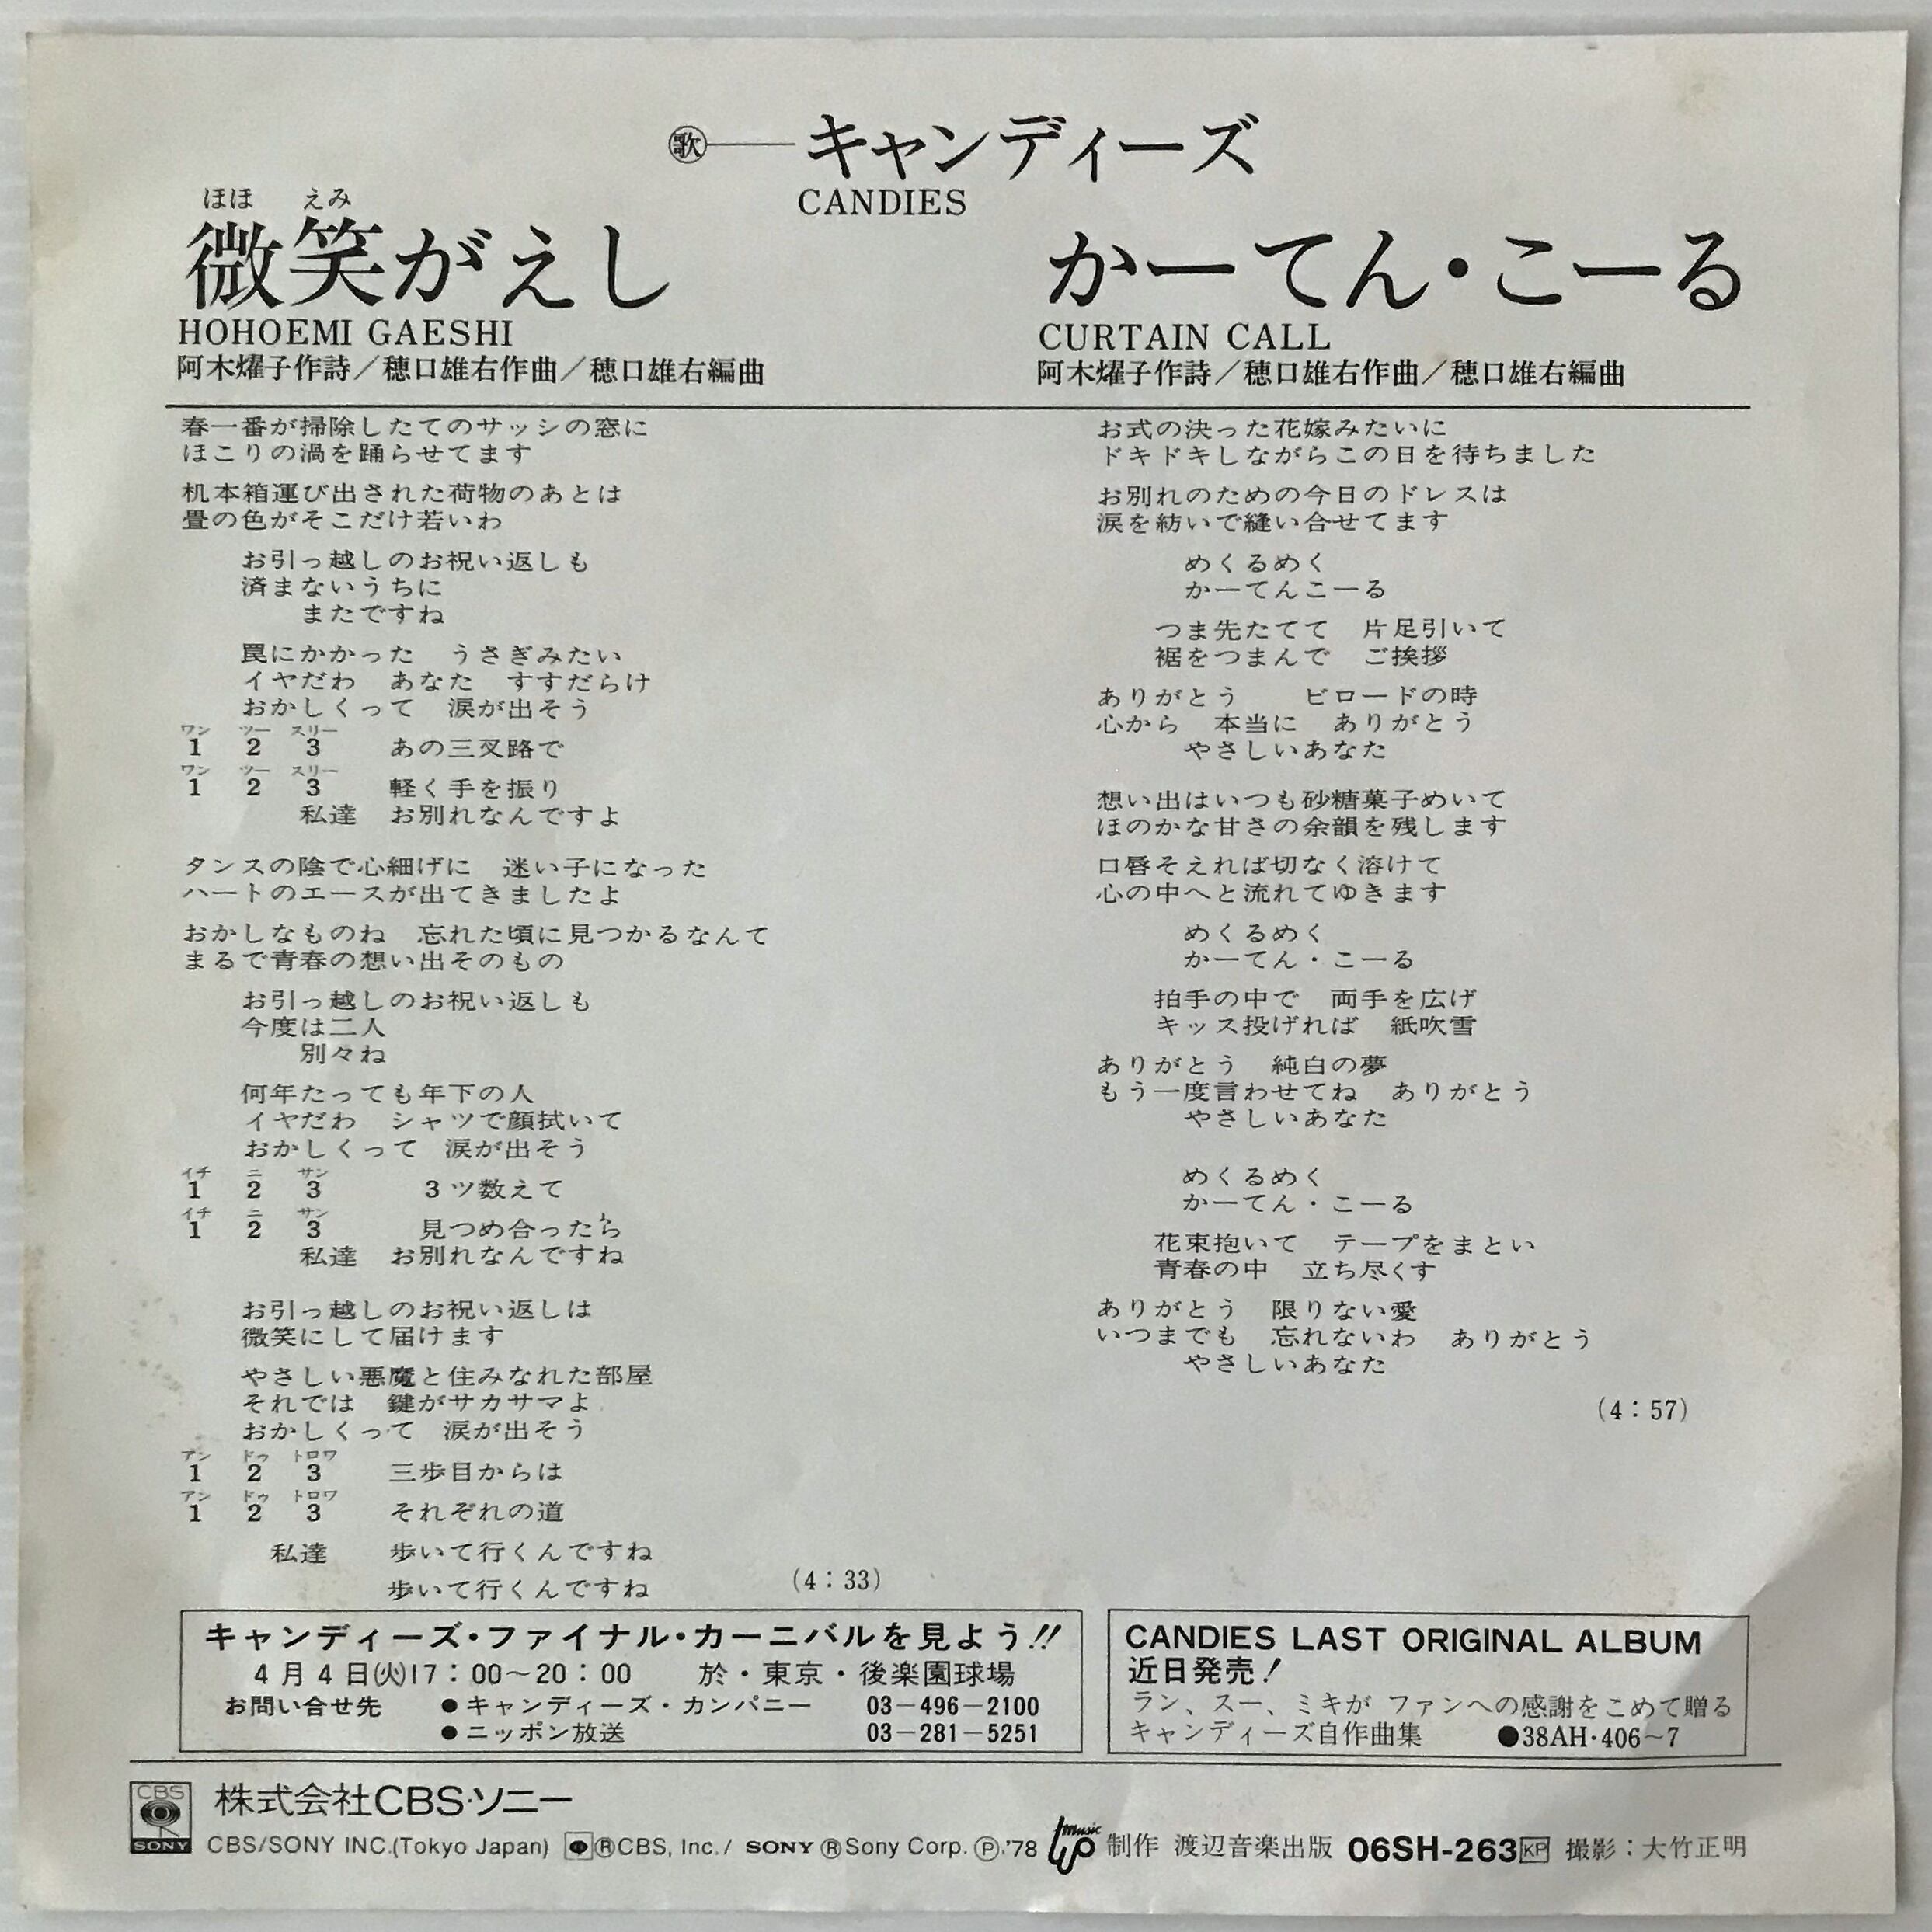 歌 キャンディーズ
CANDIES
ほほ えみ
微笑がえし
HOHOEMI GAESHI
阿木燿子作詩／穂口雄右作曲／穂口雄右編曲
春一番が掃除したてのサッシの窓に
ほこりの渦を踊らせてます
机本箱運び出された荷物のあとは
畳の色がそこだけ若いわ
お引っ越しのお祝い返しも
済まないうちに
またですね
罠にかかった　うさぎみたい
イヤだわ　あなた　すすだらけ
おかしくって　涙が出そう
ワン ツー スリー
1 2 3　あの三叉路で
ワン ツー スリー
1 2 3　軽く手を振り
私達　お別れなんですよ
タンスの陰で心細げに　迷い子になった
ハートのエースが出てきましたよ
おかしなものね　忘れた頃に見つかるなんて
まるで青春の想い出そのもの
お引っ越しのお祝い返しも
今度は二人
別々ね
何年たっても年下の人
イヤだわ　シャツで顔拭いて
おかしくって　涙が出そう
イチ ニ サン
1 2 3　3ツ数えて
イチ ニ サン
1 2 3　見つめ合ったら
私達　お別れなんですね
お引っ越しのお祝い返しは
微笑にして届けます
やさしい悪魔と住みなれた部屋
それでは　鍵がサカサマよ
おかしくって　涙が出そう
アン ドゥ トロワ
1 2 3　三歩目からは
アン ドゥ トロワ
1 2 3　それぞれの道
私達　歩いて行くんですね
歩いて行くんですね
(4：33)
かーてん・こーる
CURTAIN CALL
阿木燿子作詩／穂口雄右作曲／穂口雄右編曲
お式の決った花嫁みたいに
ドキドキしながらこの日を待ちました
お別れのための今日のドレスは
涙を紡いで縫い合せてます
めくるめく
かーてんこーる
つま先たてて　片足引いて
裾をつまんで　ご挨拶
ありがとう　ビロードの時
心から　本当に　ありがとう
やさしいあなた
想い出はいつも砂糖菓子めいて
ほのかな甘さの余韻を残します
口唇そえれば切なく溶けて
心の中へと流れてゆきます
めくるめく
かーてん・こーる
拍手の中で　両手を広げ
キッス投げれば　紙吹雪
ありがとう　純白の夢
もう一度言わせてね　ありがとう
やさしいあなた
めくるめく
かーてん・こーる
花束抱いて　テープをまとい
青春の中　立ち尽くす
ありがとう　限りない愛
いつまでも　忘れないわ　ありがとう
やさしいあなた
(4：57)
キャンディーズ・ファイナル・カーニバルを見よう!!
4月4日(火)17：00～20：00　於・東京・後楽園球場
お問い合せ先　●キャンディーズ・カンパニー　03－496－2100
●ニッポン放送　03－281－5251
CANDIES LAST ORIGINAL ALBUM
近日発売！
ラン、スー、ミキが ファンへの感謝をこめて贈る
キャンディーズ自作曲集　●38AH・406～7
CBS
SONY
株式会社CBS・ソニー
CBS/SONY INC.(Tokyo Japan) ⓇCBS, Inc./ SONY ⓇSony Corp. Ⓟ.'78 music 制作 渡辺音楽出版 06SH-263 KP 撮影：大竹正明